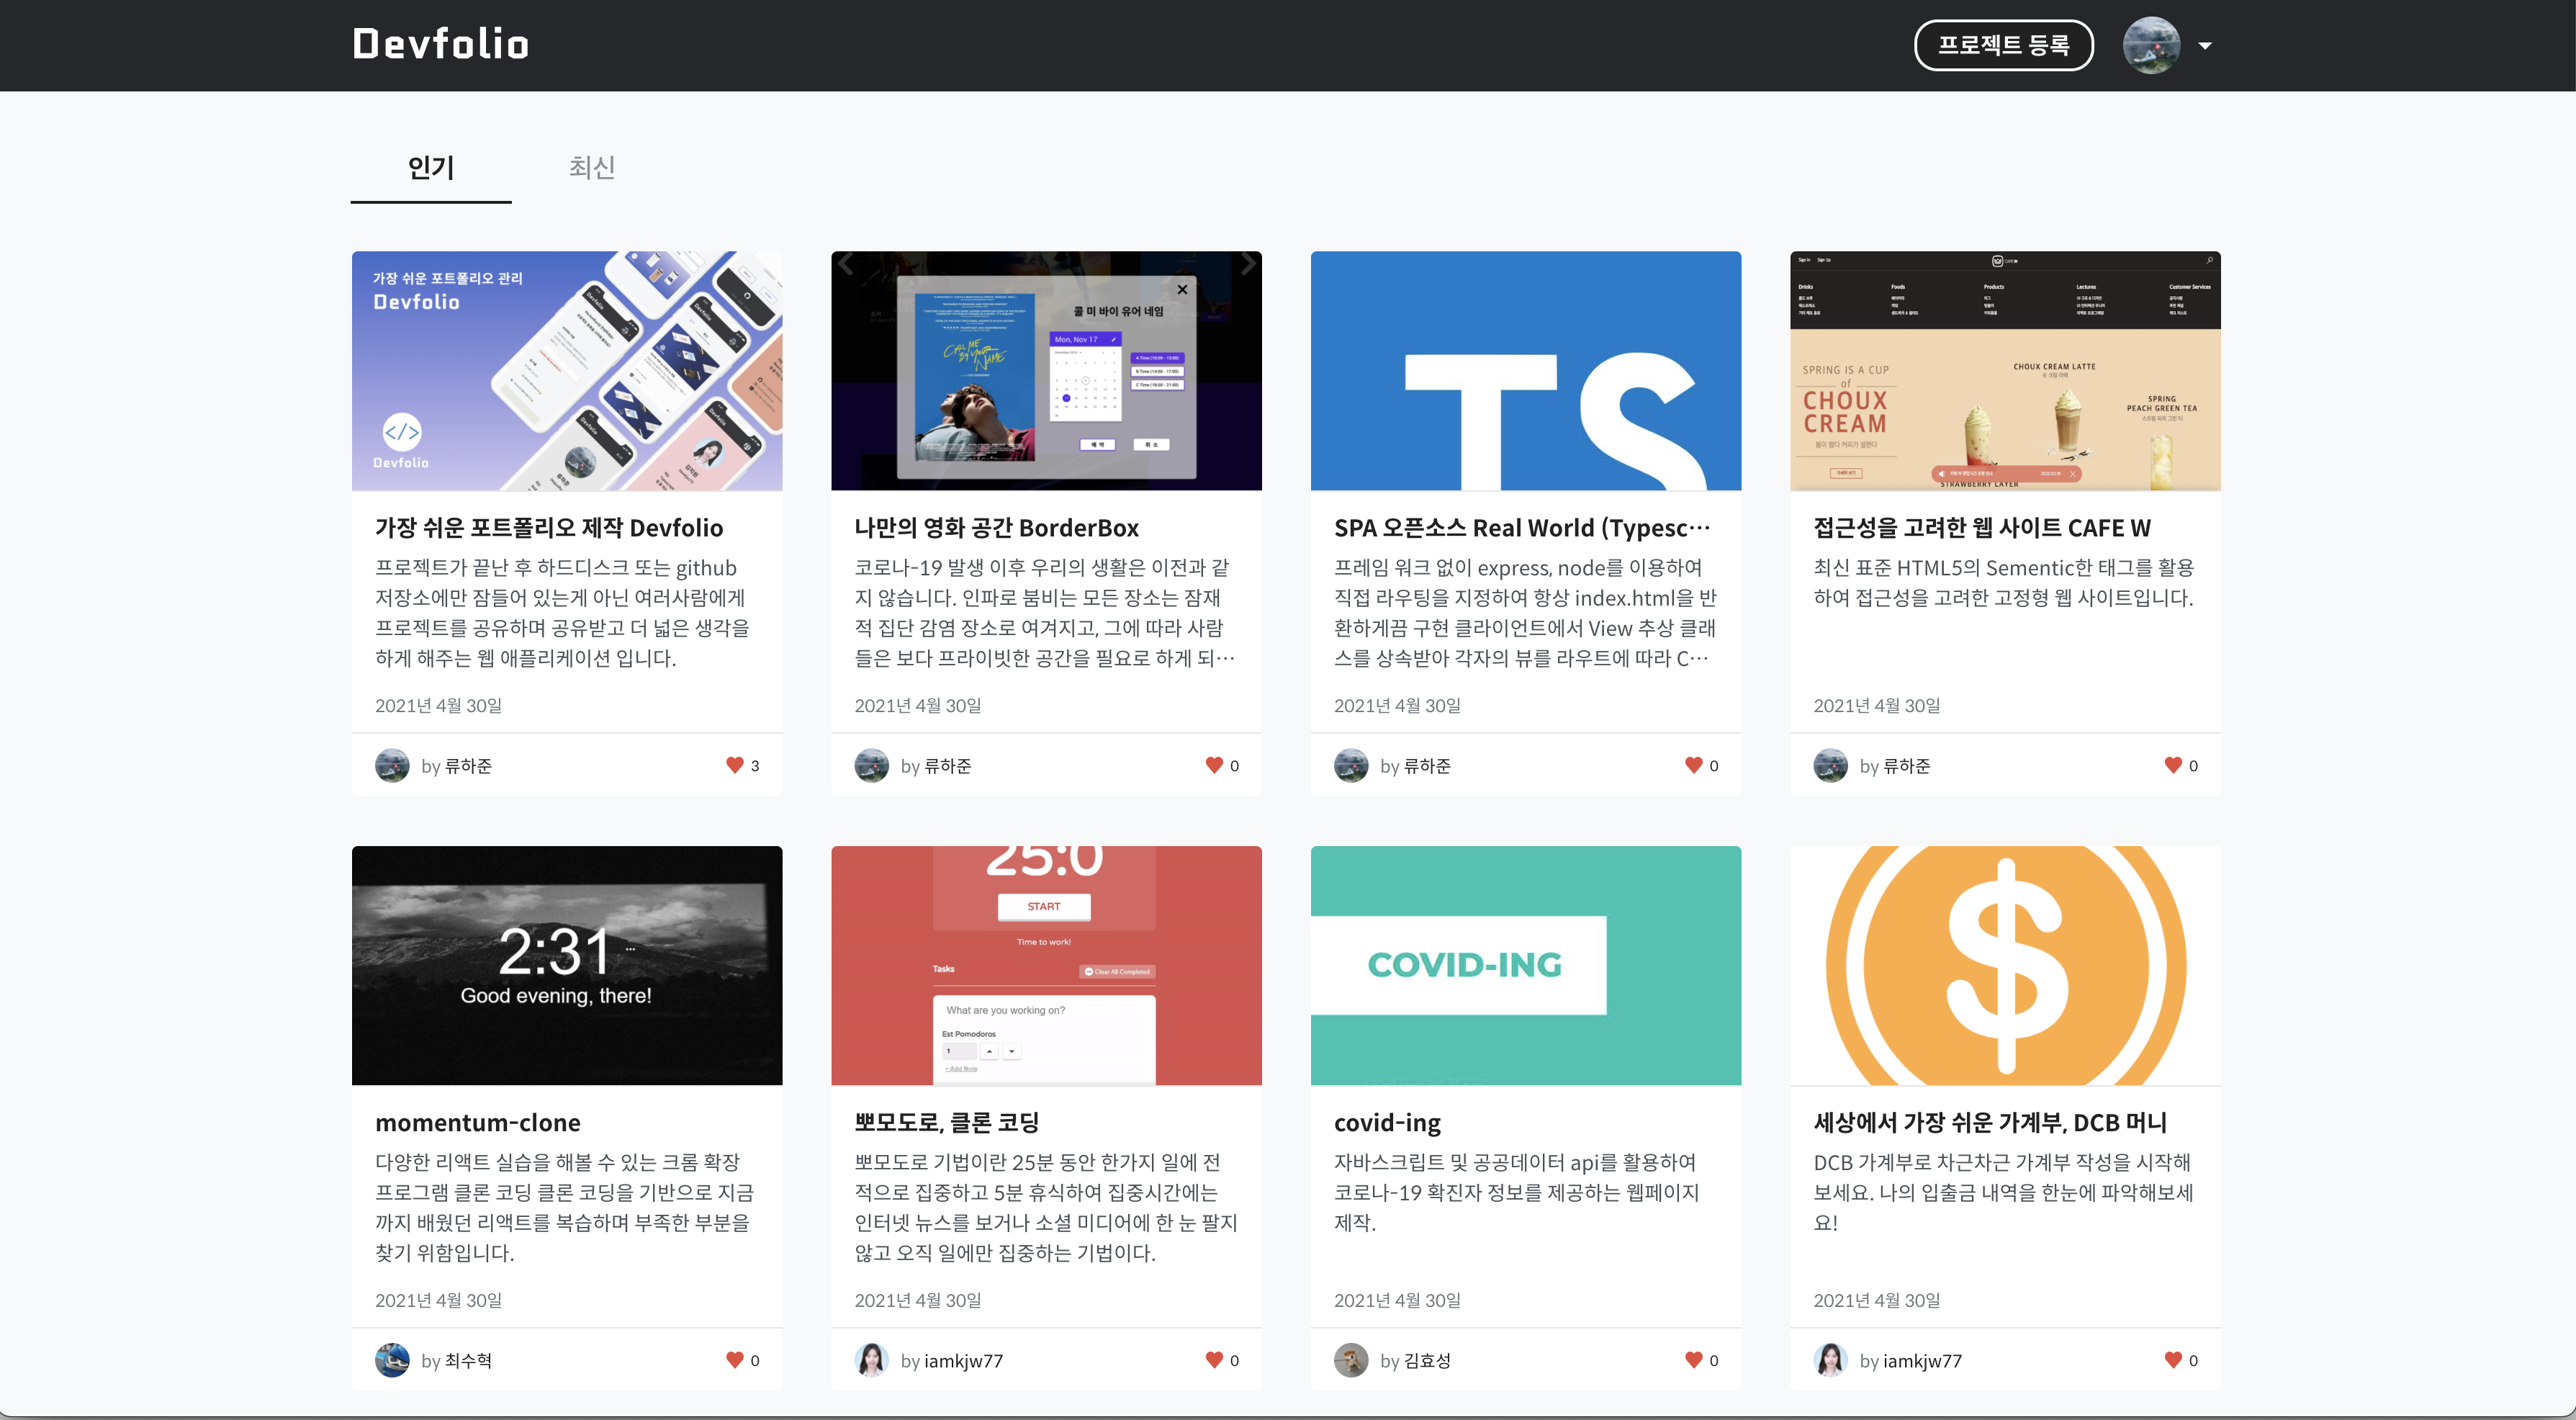 Devfolio
프로젝트 등록
인기
최신
가장 쉬운 포트폴리오 관리
Devfolio
</>
Devfolio
가장 쉬운 포트폴리오 제작 Devfolio
프로젝트가 끝난 후 하드디스크 또는 github
저장소에만 잠들어 있는게 아닌 여러사람에게
프로젝트를 공유하며 공유받고 더 넓은 생각을
하게 해주는 웹 애플리케이션 입니다.
2021년 4월 30일
by 류하준
3
콜 미 바이 유어 네임
CALL ME BY YOUR NAME
Mon, Nov 17
예 약
취 소
나만의 영화 공간 BorderBox
코로나-19 발생 이후 우리의 생활은 이전과 같
지 않습니다. 인파로 붐비는 모든 장소는 잠재
적 집단 감염 장소로 여겨지고, 그에 따라 사람
들은 보다 프라이빗한 공간을 필요로 하게 되…
2021년 4월 30일
by 류하준
0
TS
SPA 오픈소스 Real World (Typesc…
프레임 워크 없이 express, node를 이용하여
직접 라우팅을 지정하여 항상 index.html을 반
환하게끔 구현 클라이언트에서 View 추상 클래
스를 상속받아 각자의 뷰를 라우트에 따라 C…
2021년 4월 30일
by 류하준
0
Sign In
Sign Up
CAFE W
Drinks
Foods
Products
Lectures
Customer Services
SPRING IS A CUP
of
CHOUX
CREAM
봄이 왔다 커피가 설렌다
CHOUX CREAM LATTE
슈 크림 라떼
SPRING
PEACH GREEN TEA
STRAWBERRY LAYER
접근성을 고려한 웹 사이트 CAFE W
최신 표준 HTML5의 Sementic한 태그를 활용
하여 접근성을 고려한 고정형 웹 사이트입니다.
2021년 4월 30일
by 류하준
0
2:31
Good evening, there!
momentum-clone
다양한 리액트 실습을 해볼 수 있는 크롬 확장
프로그램 클론 코딩 클론 코딩을 기반으로 지금
까지 배웠던 리액트를 복습하며 부족한 부분을
찾기 위함입니다.
2021년 4월 30일
by 최수혁
0
25:0
START
Time to work!
Tasks
Clear All Completed
What are you working on?
Est Pomodoros
1
+ Add Note
뽀모도로, 클론 코딩
뽀모도로 기법이란 25분 동안 한가지 일에 전
적으로 집중하고 5분 휴식하여 집중시간에는
인터넷 뉴스를 보거나 소셜 미디어에 한 눈 팔지
않고 오직 일에만 집중하는 기법이다.
2021년 4월 30일
by iamkjw77
0
COVID-ING
covid-ing
자바스크립트 및 공공데이터 api를 활용하여
코로나-19 확진자 정보를 제공하는 웹페이지
제작.
2021년 4월 30일
by 김효성
0
$
세상에서 가장 쉬운 가계부, DCB 머니
DCB 가계부로 차근차근 가계부 작성을 시작해
보세요. 나의 입출금 내역을 한눈에 파악해보세
요!
2021년 4월 30일
by iamkjw77
0